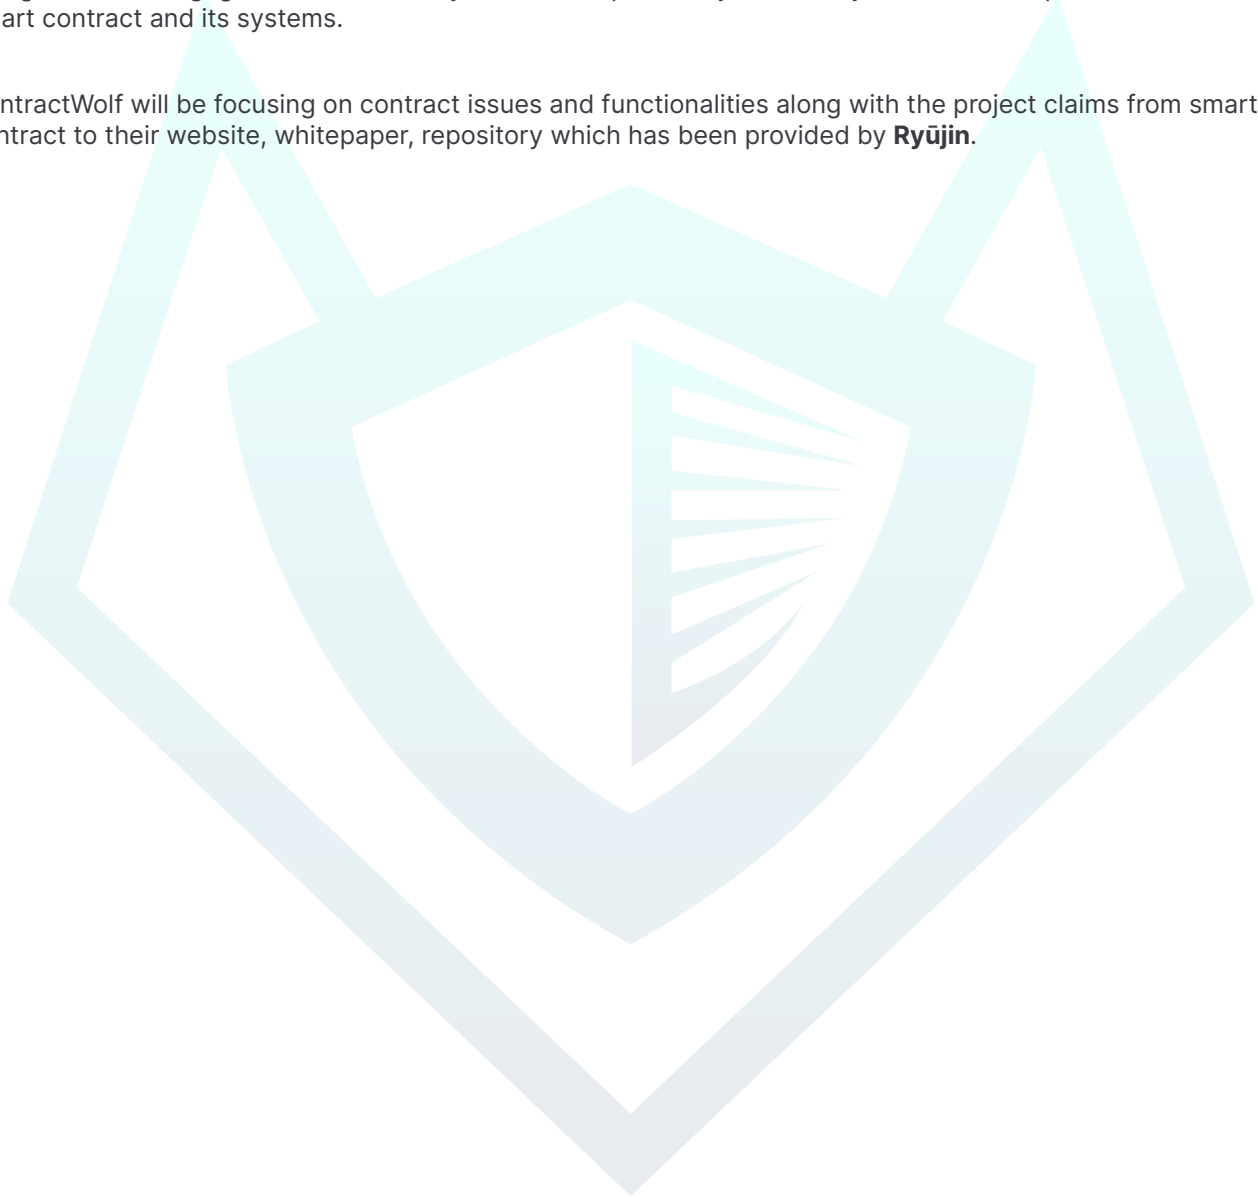 art contract and its systems.
ntractWolf will be focusing on contract issues and functionalities along with the project claims from smart
ntract to their website, whitepaper, repository which has been provided by Ryūjin.